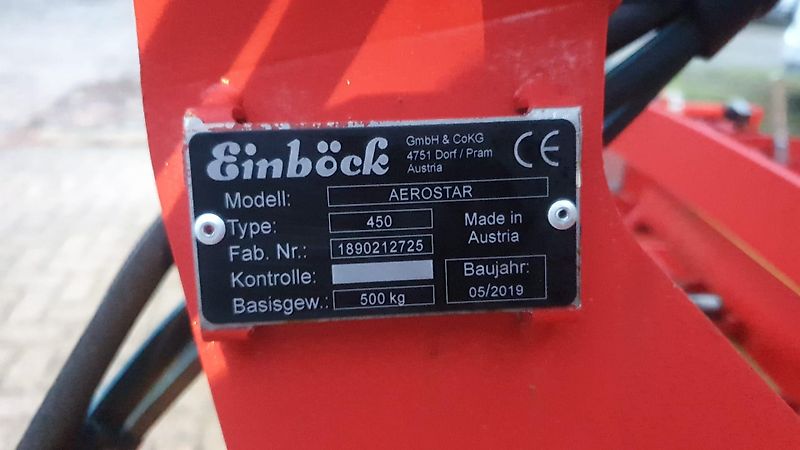 Einböck
GmbH & CoKG
4751 Dorf / Pram
Austria
CE
Modell: AEROSTAR
Type: 450
Fab. Nr.: 1890212725
Kontrolle:
Basisgew.: 500 kg
Made in
Austria
Baujahr:
05/2019